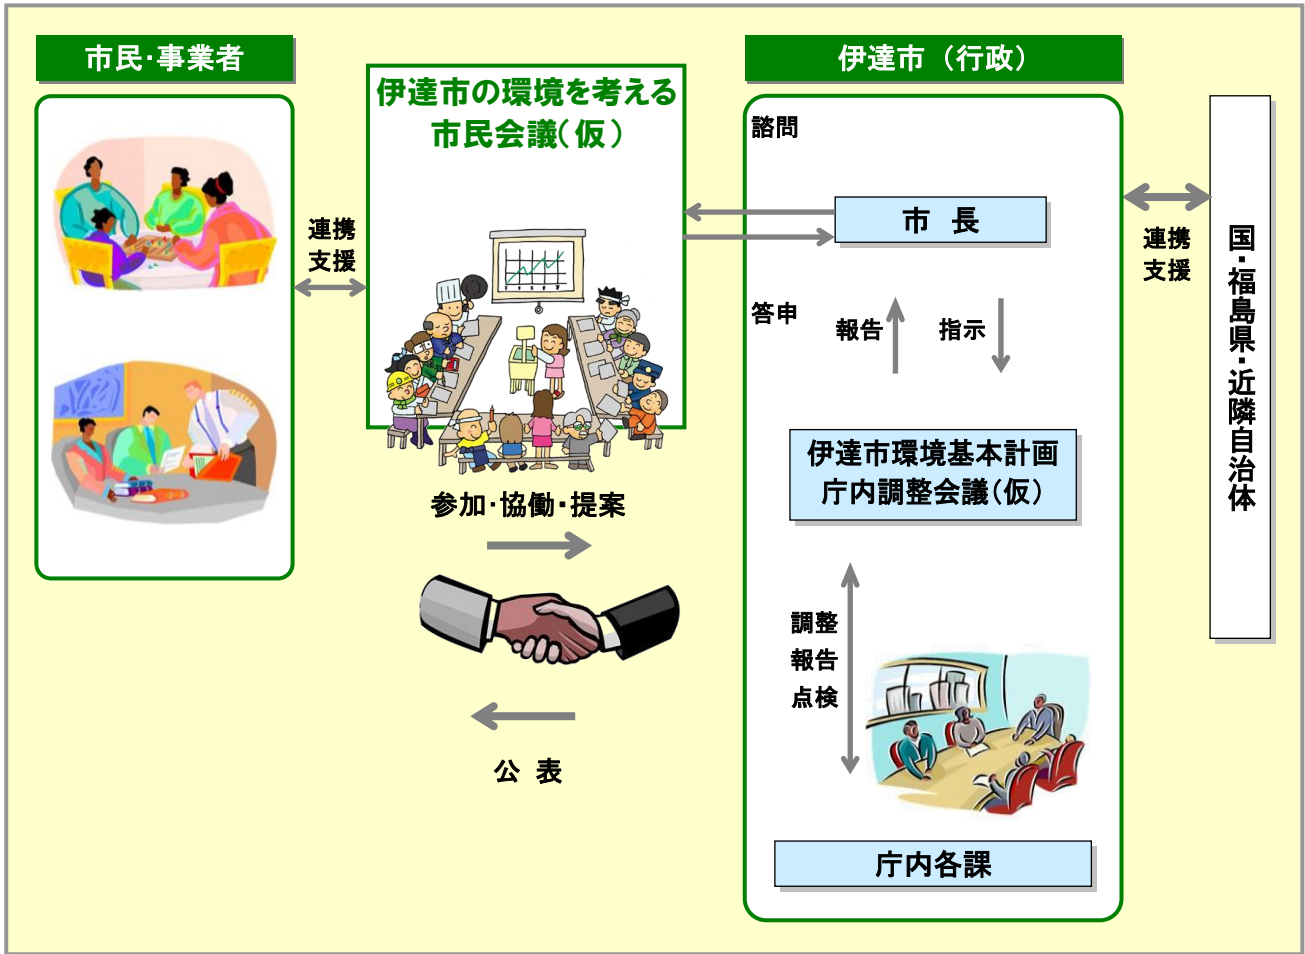 市民・事業者
伊達市の環境を考える
市民会議（仮）
連携
支援
参加・協働・提案
公 表
伊達市 （行政）
諮問
市 長
答申
報告
指示
伊達市環境基本計画
庁内調整会議（仮）
調整
報告
点検
庁内各課
連携
支援
国・福島県・近隣自治体